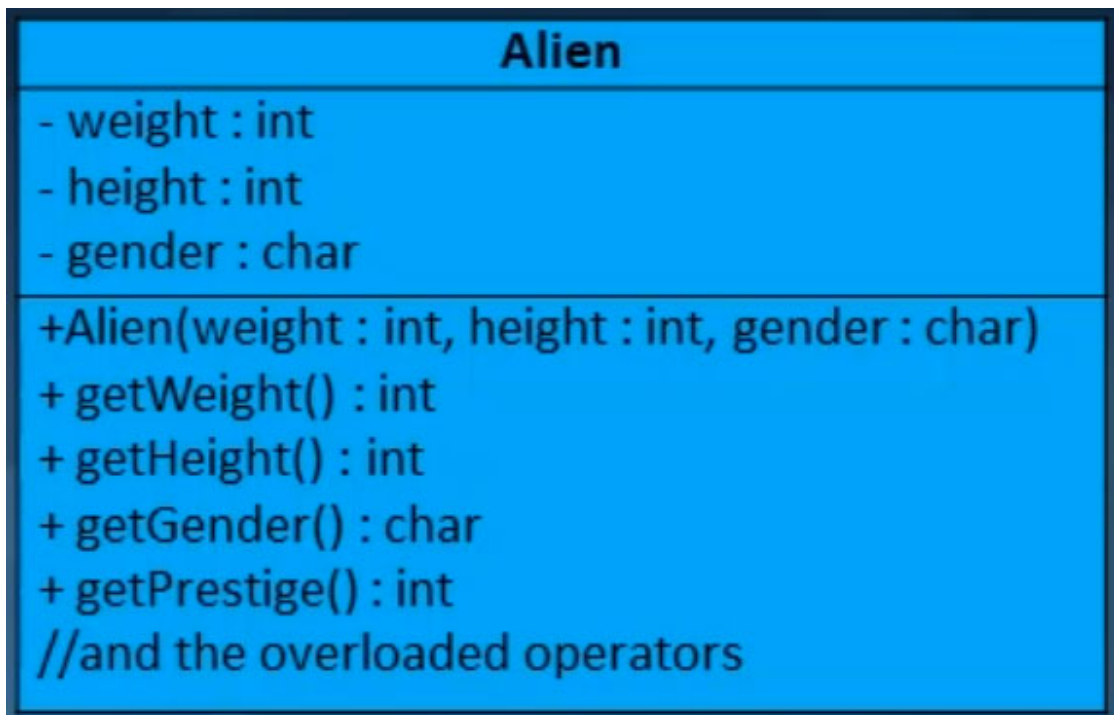 Alien
- weight : int
- height : int
- gender : char
+Alien(weight : int, height : int, gender : char)
+ getWeight() : int
+ getHeight() : int
+ getGender() : char
+ getPrestige() : int
//and the overloaded operators